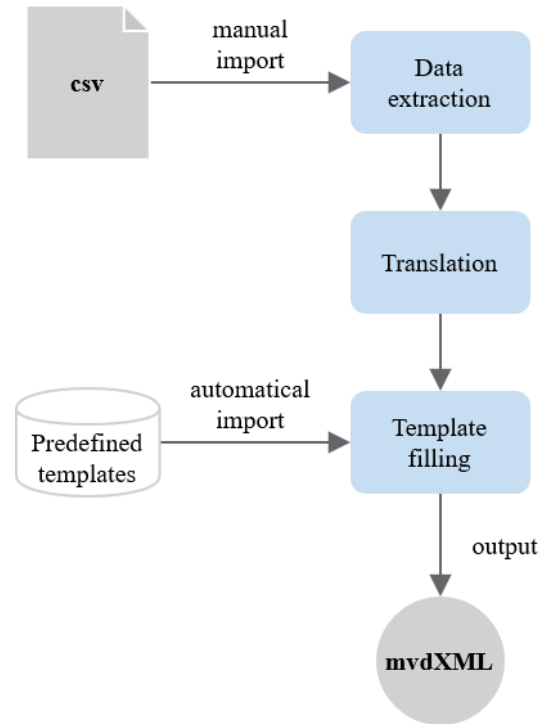 csv
manual
import
Data
extraction
Translation
Predefined
templates
automatical
import
Template
filling
output
mvdXML